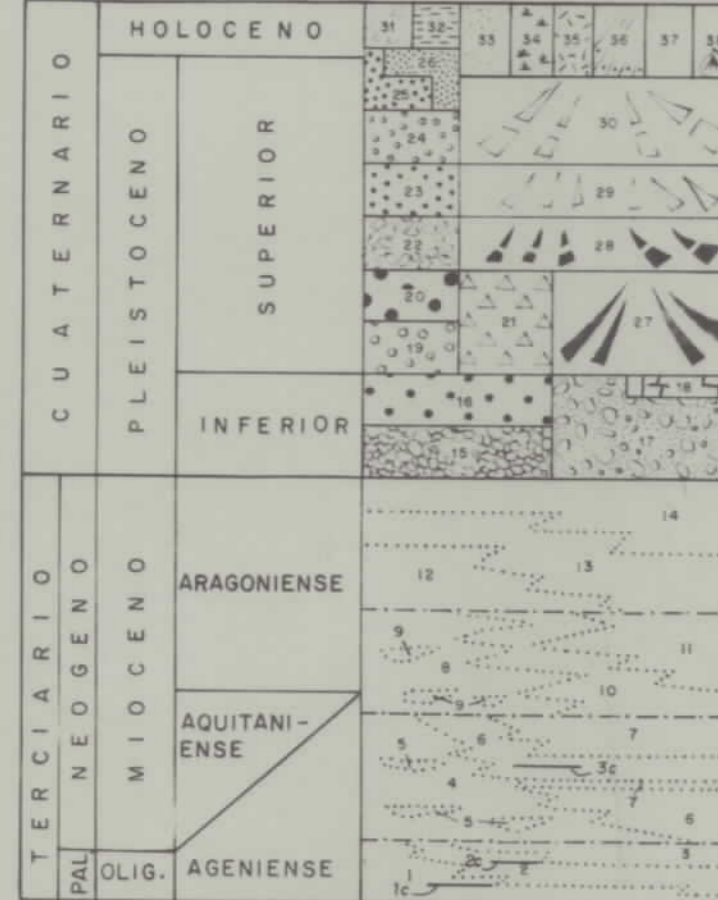 CUATERNARIO
HOLOCENO
PLEISTOCENO
SUPERIOR
INFERIOR
31 32 33 34 35 36 37
26
25
24
30
23
29
22
28
20
21
27
19
16
18
15
17
TERCIARIO
NEOGENO
MIOCENO
ARAGONIENSE
AQUITANI-
ENSE
PAL
OLIG.
AGENIENSE
14
12
13
9
11
8
10
9
7
5
6
3c
4
7
5
6
3
2c
2
1
1c